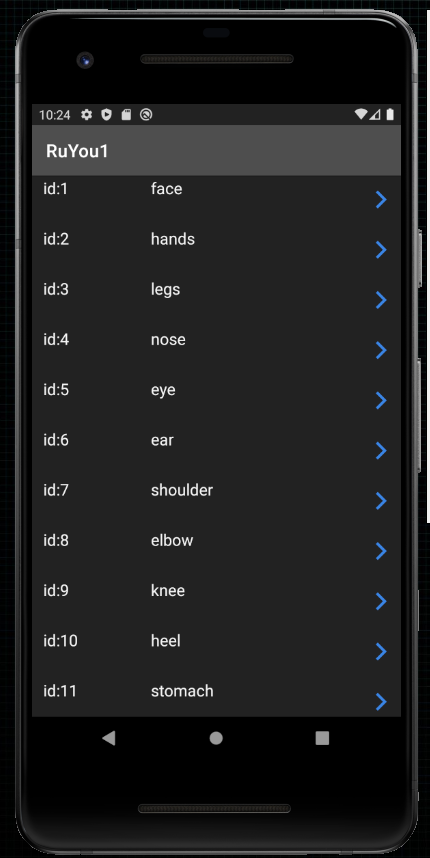 10:24
RuYou1
id:1 face
id:2 hands
id:3 legs
id:4 nose
id:5 eye
id:6 ear
id:7 shoulder
id:8 elbow
id:9 knee
id:10 heel
id:11 stomach